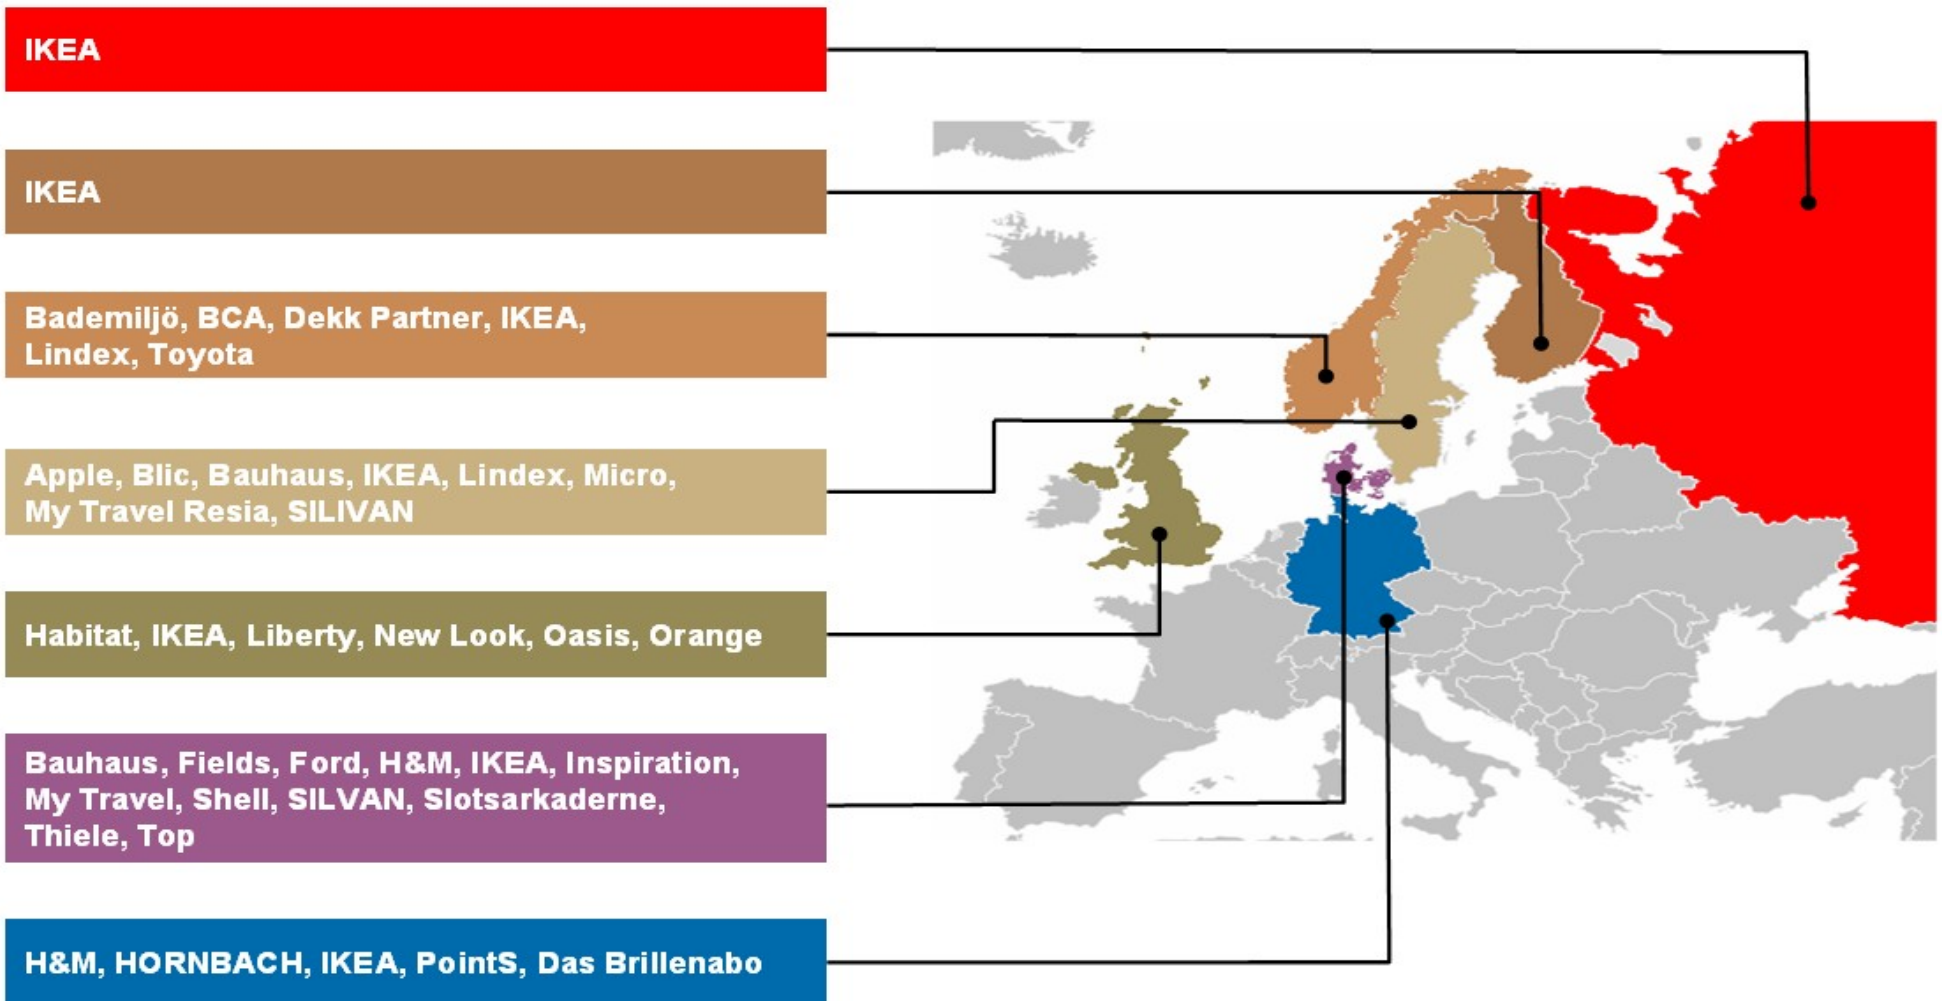 IKEA
IKEA
Bademiljö, BCA, Dekk Partner, IKEA,
Lindex, Toyota
Apple, Blic, Bauhaus, IKEA, Lindex, Micro,
My Travel Resia, SILIVAN
Habitat, IKEA, Liberty, New Look, Oasis, Orange
Bauhaus, Fields, Ford, H&M, IKEA, Inspiration,
My Travel, Shell, SILVAN, Slotsarkaderne,
Thiele, Top
H&M, HORNBACH, IKEA, PointS, Das Brillenabo